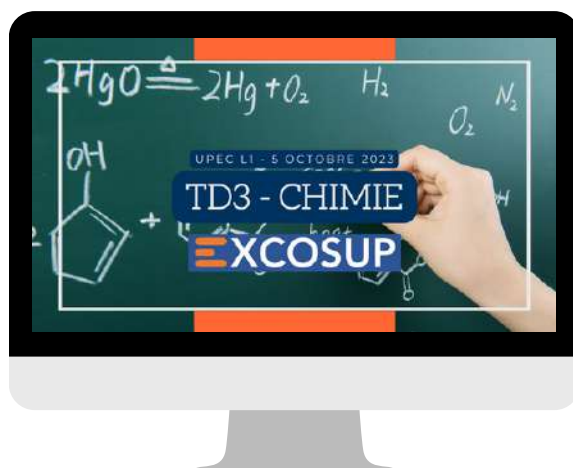 2HgO ≜ 2Hg + O₂
H₂
N₂
O₂
OH
UPEC L1 - 5 OCTOBRE 2023
TD3 - CHIMIE
+
EXCOSUP